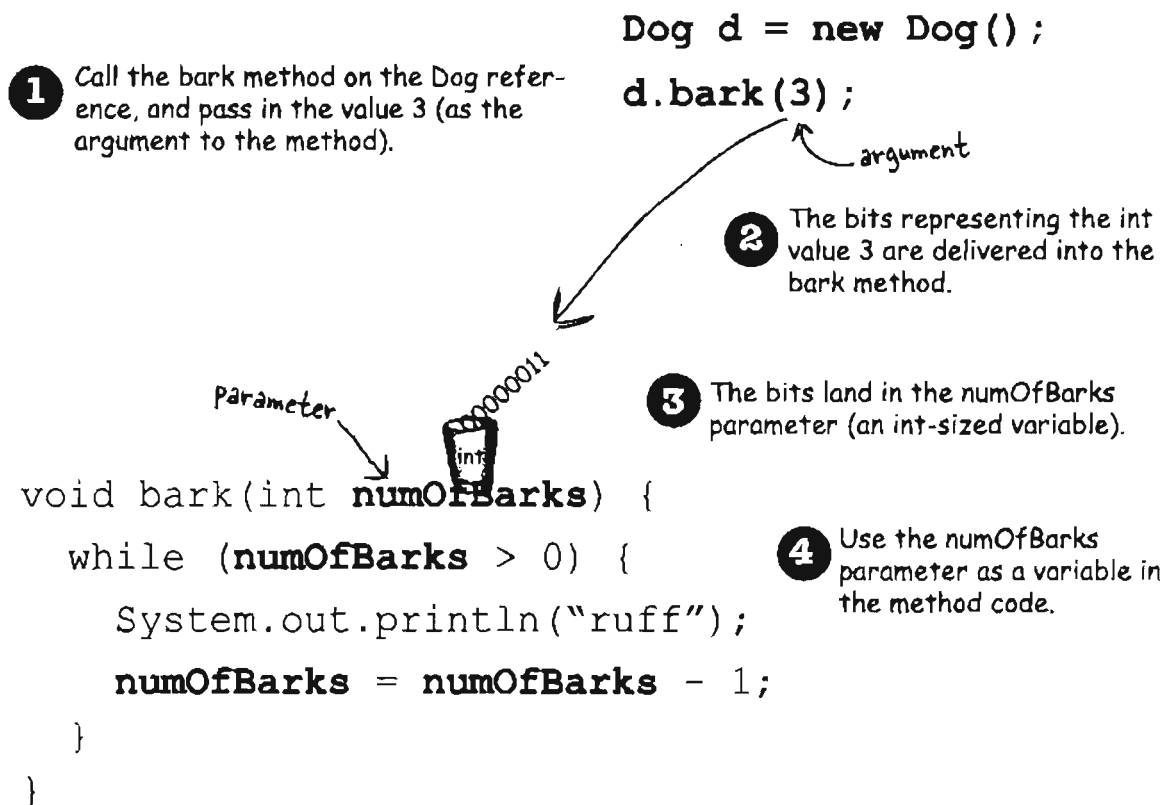 Dog d = new Dog();
d.bark(3);
argument
1 Call the bark method on the Dog refer-
ence, and pass in the value 3 (as the
argument to the method).
2 The bits representing the int
value 3 are delivered into the
bark method.
00000011
int
3 The bits land in the numOfBarks
parameter (an int-sized variable).
parameter
void bark(int numOfBarks) {
while (numOfBarks > 0) {
System.out.println(“ruff”);
numOfBarks = numOfBarks - 1;
}
}
4 Use the numOfBarks
parameter as a variable in
the method code.